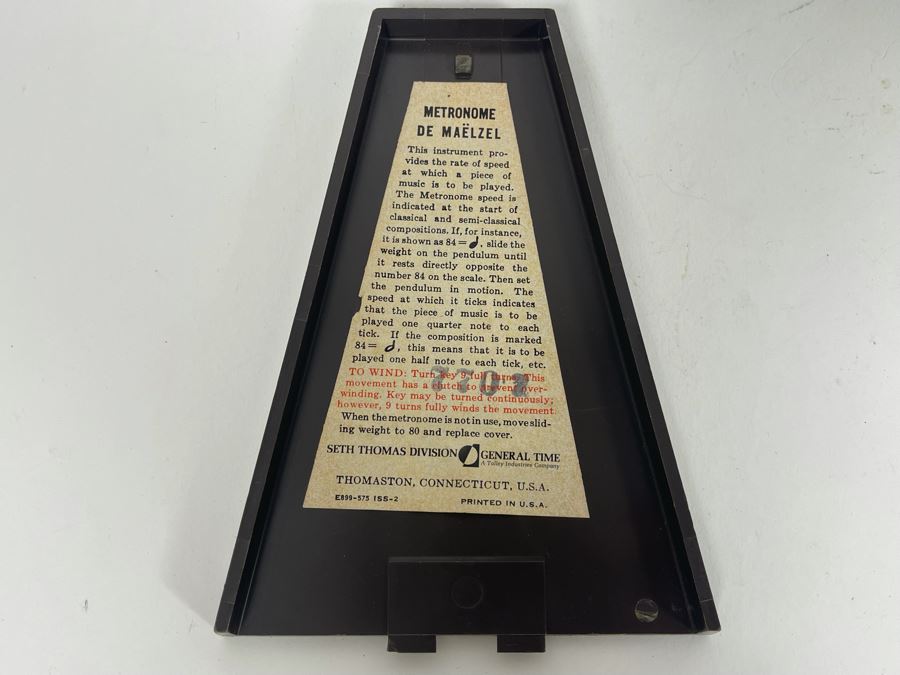 METRONOME
DE MAËLZEL
This instrument pro-
vides the rate of speed
at which a piece of
music is to be played.
The Metronome speed is
indicated at the start of
classical and semi-classical
compositions. If, for instance,
it is shown as 84=♩, slide the
weight on the pendulum until
it rests directly opposite the
number 84 on the scale. Then set
the pendulum in motion. The
speed at which it ticks indicates
that the piece of music is to be
played one quarter note to each
tick. If the composition is marked
84= 𝅗𝅥, this means that it is to be
played one half note to each tick, etc.
TO WIND: Turn key 9 full turns. This
movement has a clutch to prevent over-
winding. Key may be turned continuously;
however, 9 turns fully winds the movement.
When the metronome is not in use, move slid-
ing weight to 80 and replace cover.
SETH THOMAS DIVISION GENERAL TIME
A Talley Industries Company
THOMASTON, CONNECTICUT, U.S.A.
E899-575 ISS-2 PRINTED IN U.S.A.